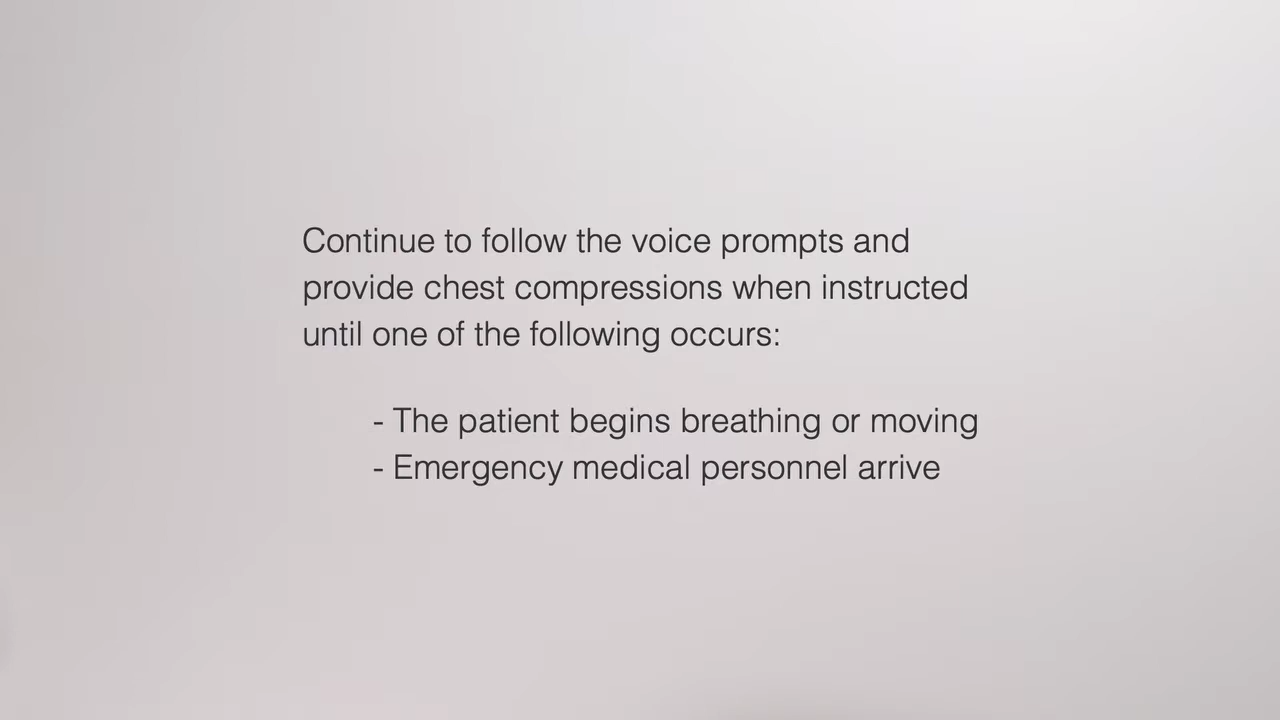 Continue to follow the voice prompts and
provide chest compressions when instructed
until one of the following occurs:
- The patient begins breathing or moving
- Emergency medical personnel arrive